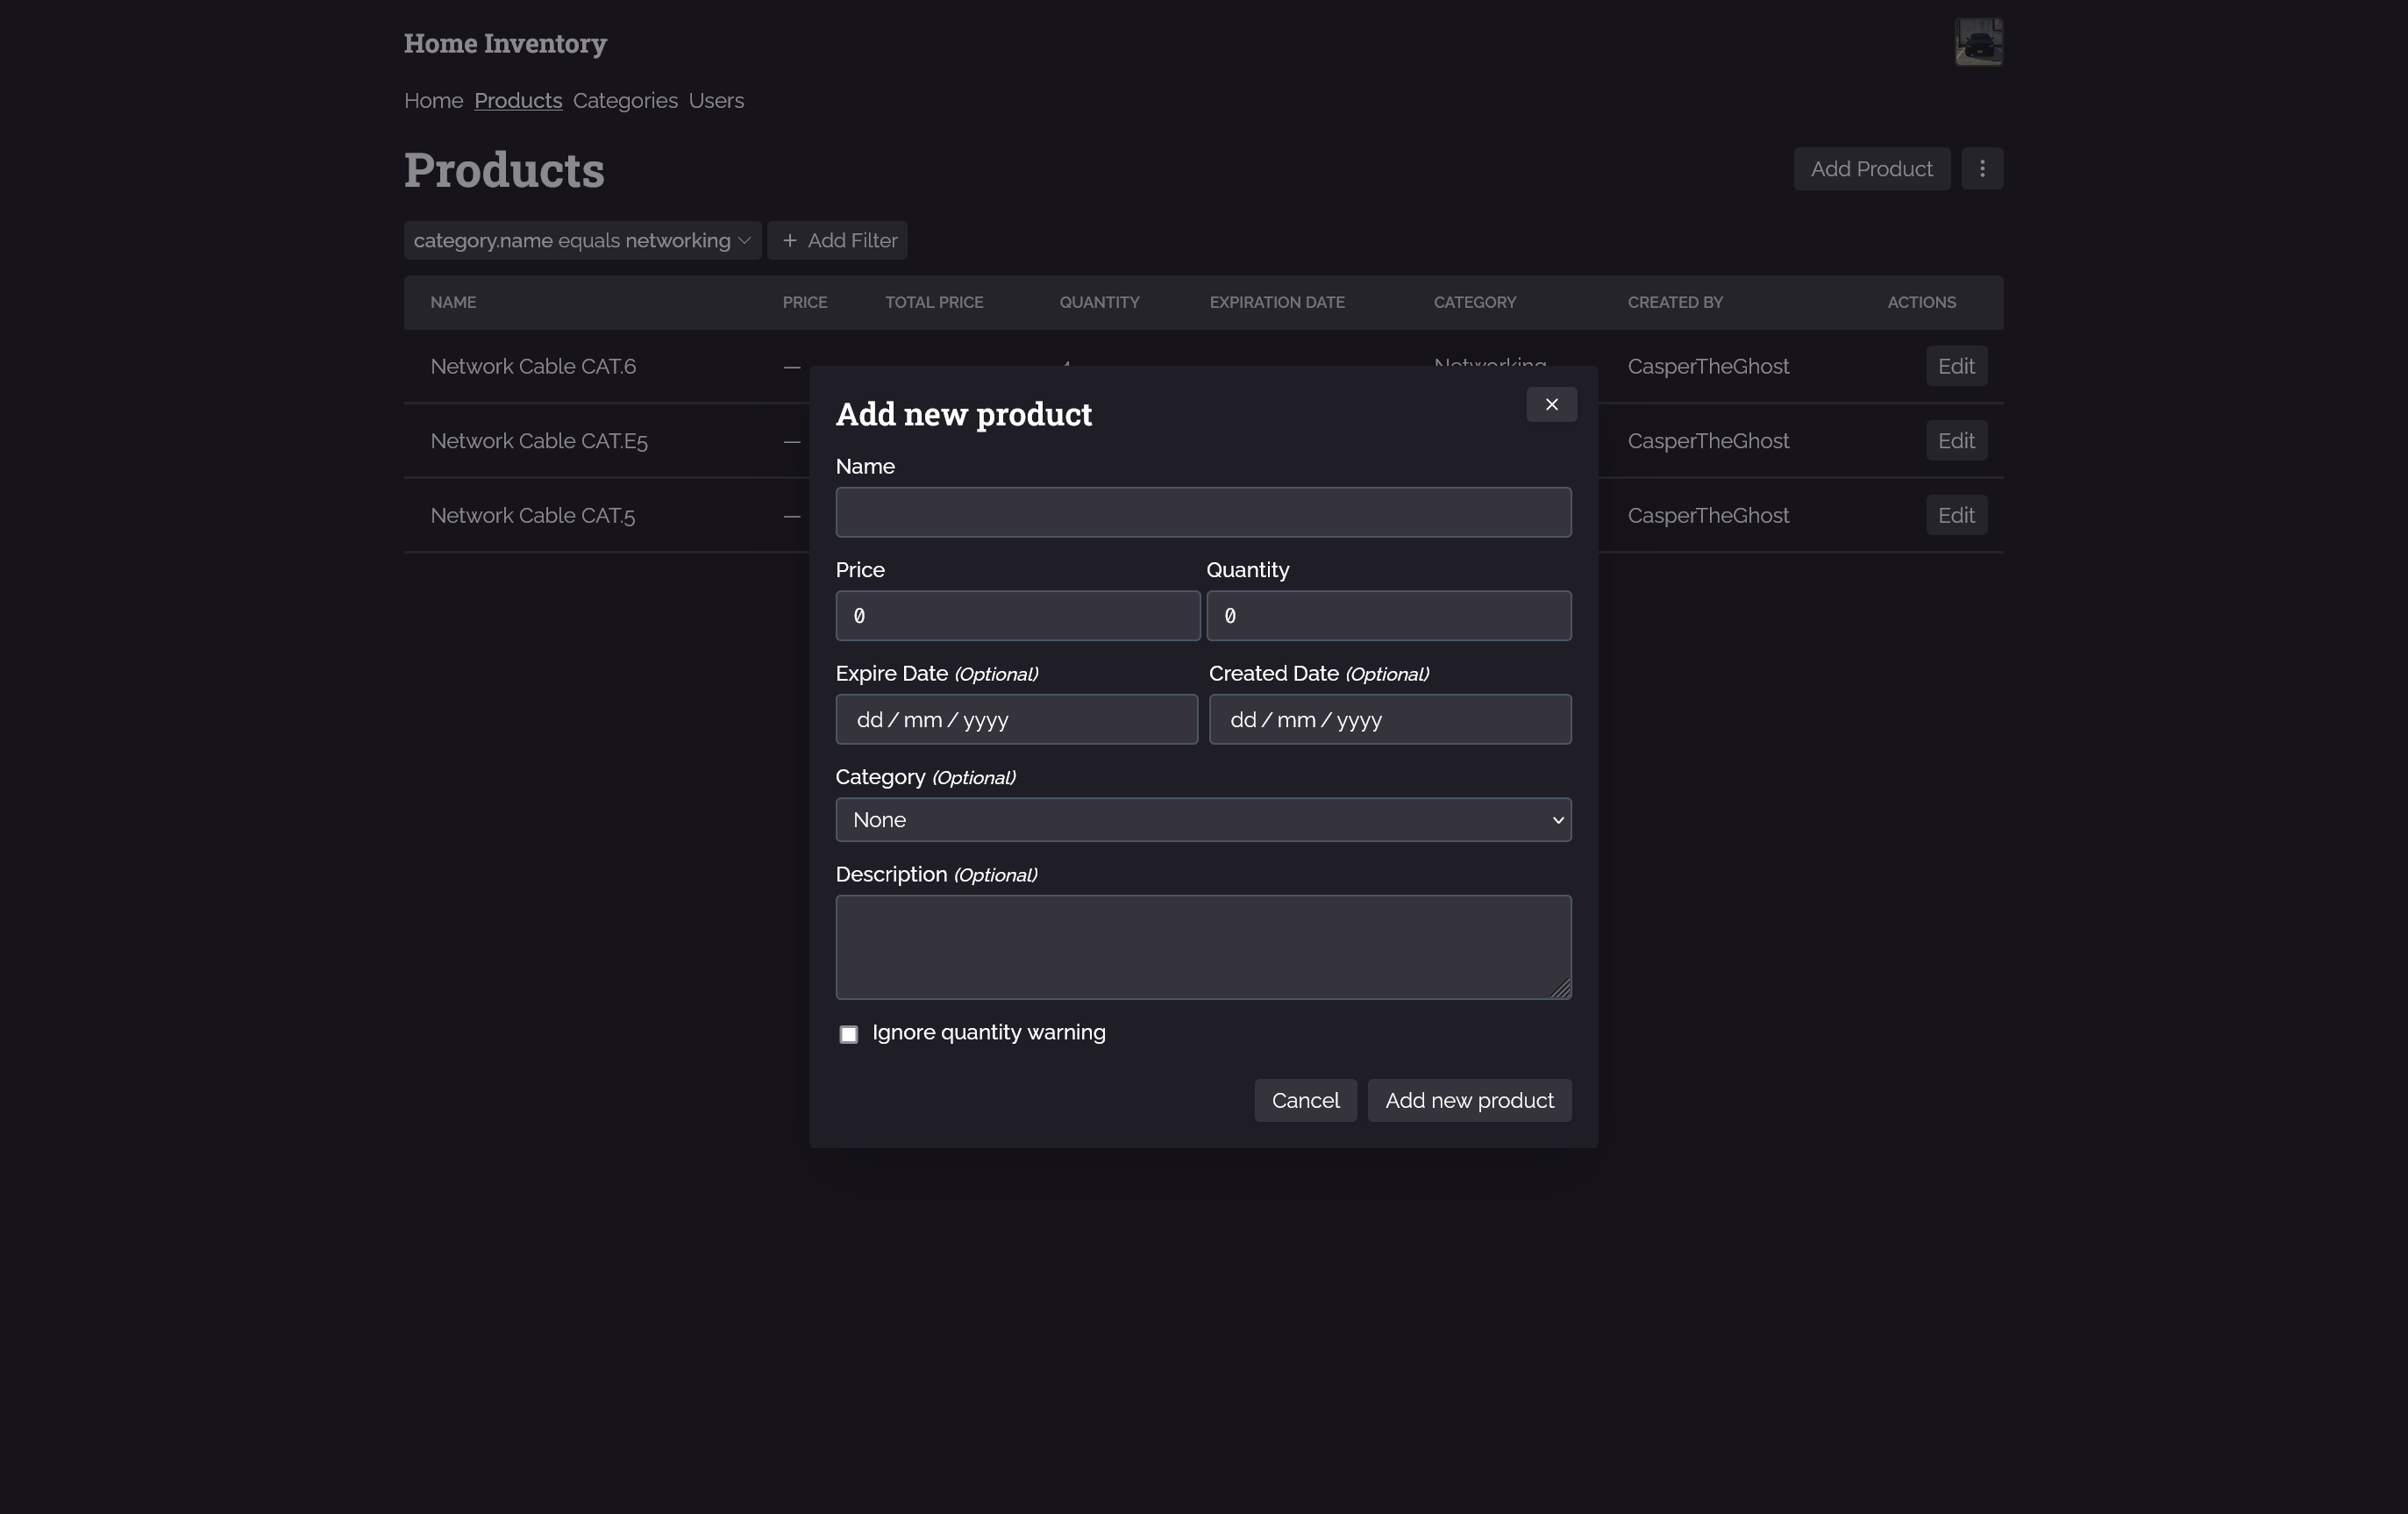 Home Inventory
Home Products Categories Users
Products
Add Product
category.name equals networking
+ Add Filter
NAME PRICE TOTAL PRICE QUANTITY EXPIRATION DATE CATEGORY CREATED BY ACTIONS
Network Cable CAT.6 — Networking CasperTheGhost Edit
Network Cable CAT.E5 — CasperTheGhost Edit
Network Cable CAT.5 — CasperTheGhost Edit
Add new product
Name
Price Quantity
0 0
Expire Date (Optional) Created Date (Optional)
dd / mm / yyyy dd / mm / yyyy
Category (Optional)
None
Description (Optional)
Ignore quantity warning
Cancel Add new product